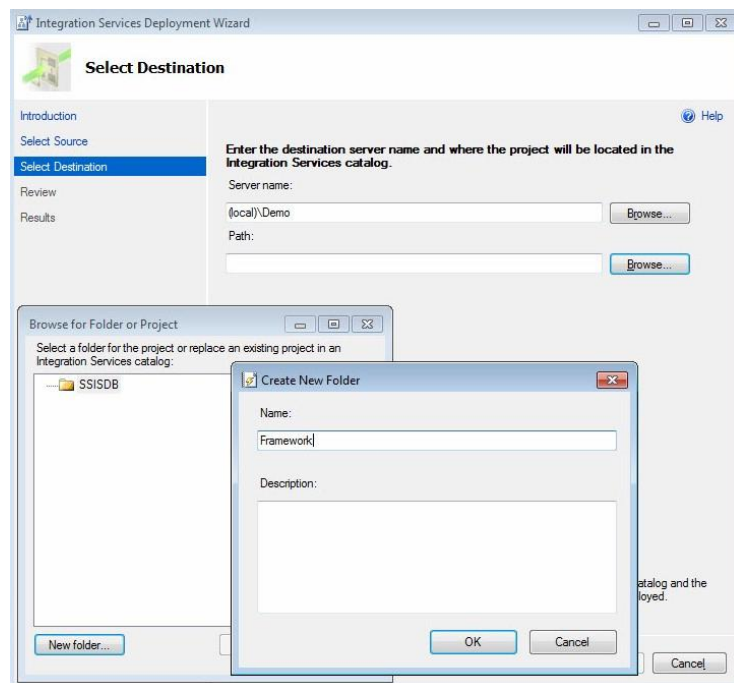 Integration Services Deployment Wizard
Select Destination
Introduction
Select Source
Select Destination
Review
Results
Help
Enter the destination server name and where the project will be located in the
Integration Services catalog.
Server name:
(local)\Demo
Browse...
Path:
Browse...
Browse for Folder or Project
Select a folder for the project or replace an existing project in an
Integration Services catalog:
SSISDB
New folder...
Create New Folder
Name:
Framework
Description:
OK
Cancel
atalog and the
loyed.
Cancel